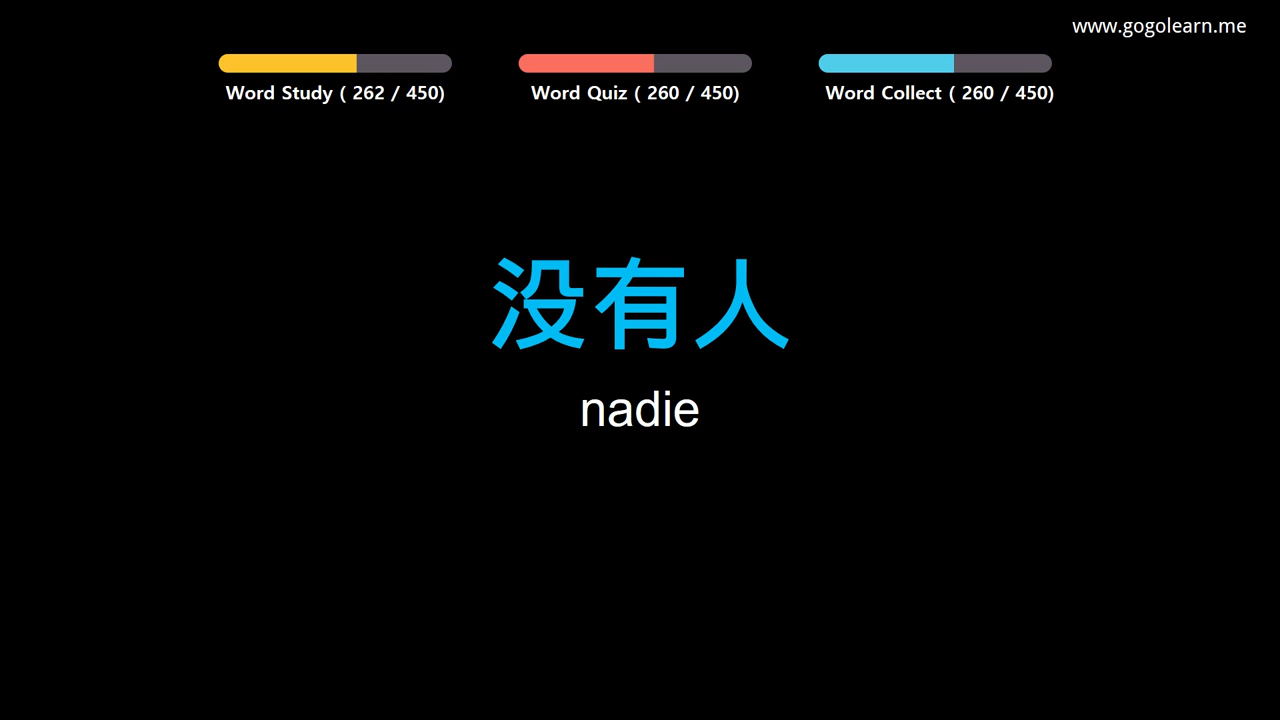 www.gogolearn.me
Word Study ( 262 / 450)
Word Quiz ( 260 / 450)
Word Collect ( 260 / 450)
没有人
nadie